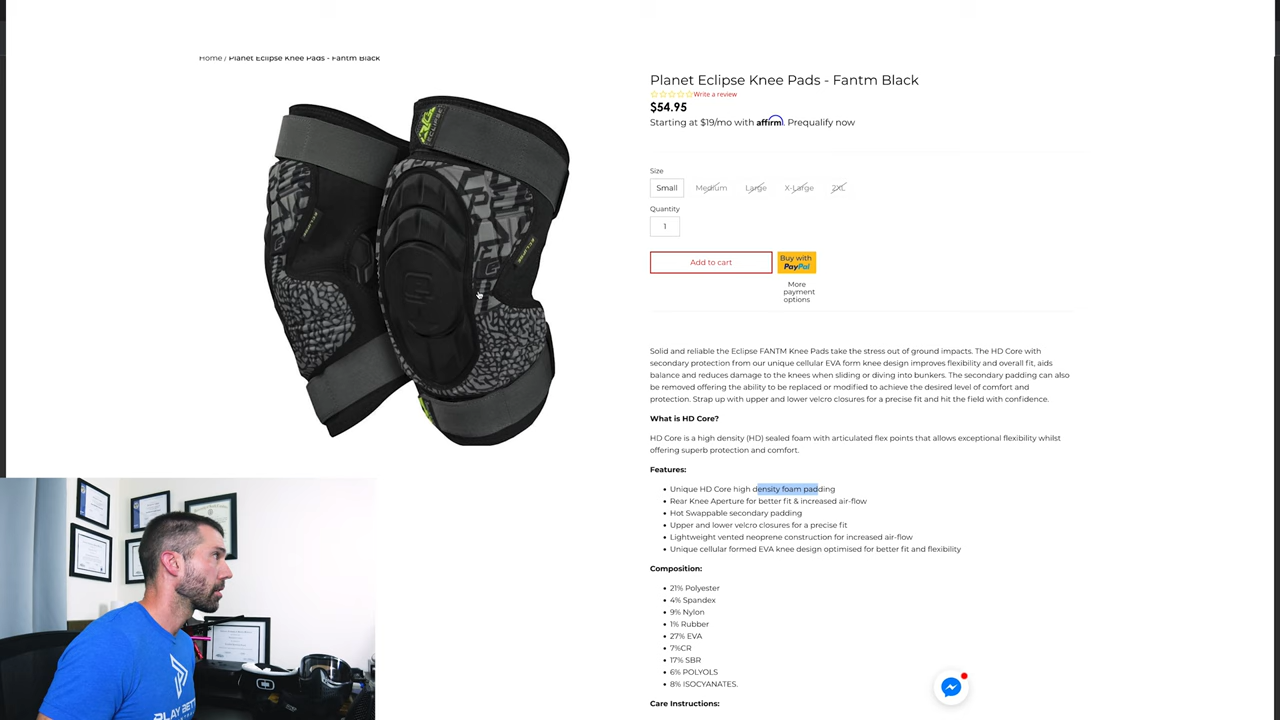 Home / Planet Eclipse Knee Pads - Fantm Black
Planet Eclipse Knee Pads - Fantm Black
Write a review
$54.95
Starting at $19/mo with affirm. Prequalify now
Size
Small Medium Large X-Large 2XL
Quantity
1
Add to cart
Buy with
PayPal
More
payment
options
Solid and reliable the Eclipse FANTM Knee Pads take the stress out of ground impacts. The HD Core with
secondary protection from our unique cellular EVA form knee design improves flexibility and overall fit, aids
balance and reduces damage to the knees when sliding or diving into bunkers. The secondary padding can also
be removed offering the ability to be replaced or modified to achieve the desired level of comfort and
protection. Strap up with upper and lower velcro closures for a precise fit and hit the field with confidence.
What is HD Core?
HD Core is a high density (HD) sealed foam with articulated flex points that allows exceptional flexibility whilst
offering superb protection and comfort.
Features:
Unique HD Core high density foam padding
Rear Knee Aperture for better fit & increased air-flow
Hot Swappable secondary padding
Upper and lower velcro closures for a precise fit
Lightweight vented neoprene construction for increased air-flow
Unique cellular formed EVA knee design optimised for better fit and flexibility
Composition:
21% Polyester
4% Spandex
9% Nylon
1% Rubber
27% EVA
7%CR
17% SBR
6% POLYOLS
8% ISOCYANATES.
Care Instructions:
ECLIPSE
ECLIPSE
ECLIPSE
PLAY BETT